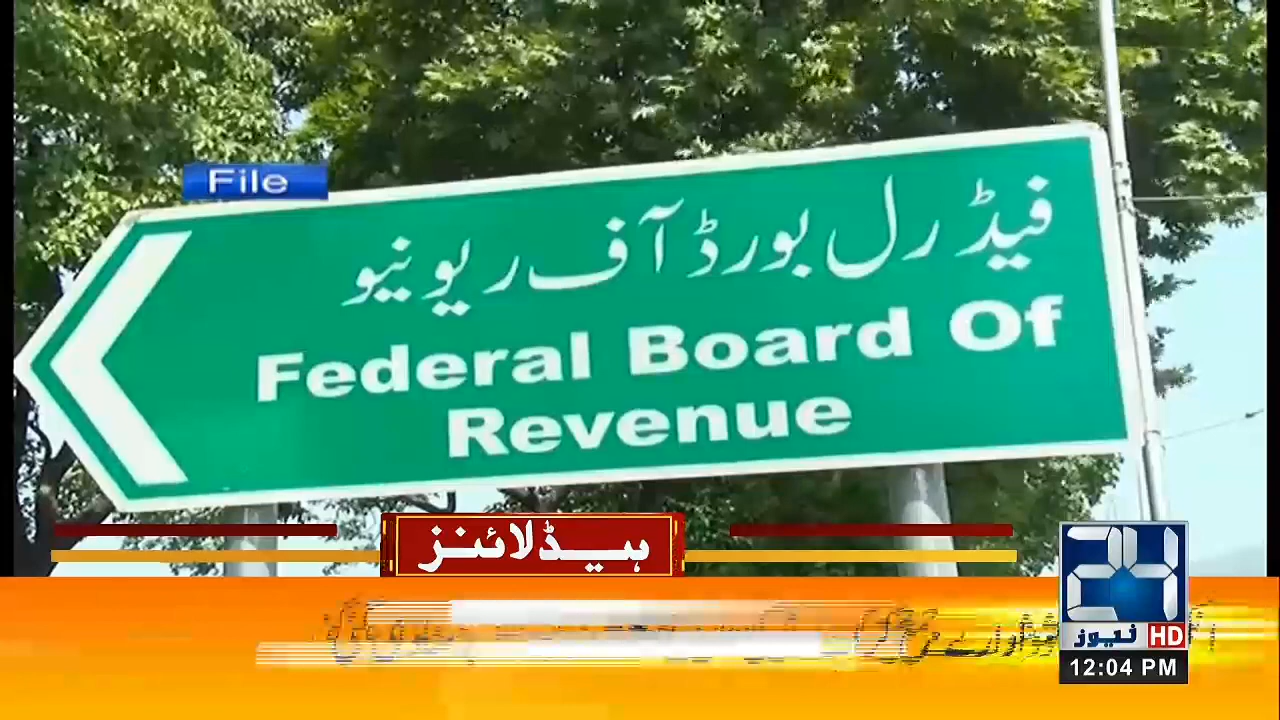 File
فیڈرل بورڈ آف ریونیو
Federal Board Of
Revenue
ہیڈلائنز
24
نیوز HD
12:04 PM